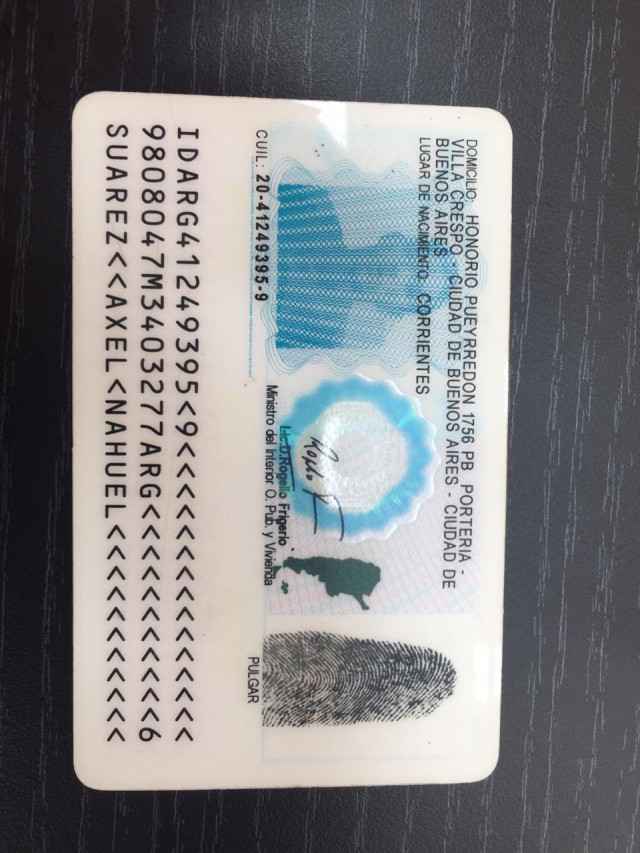 DOMICILIO: HONORIO PUEYRREDON 1756 PB PORTERIA -
VILLA CRESPO - CIUDAD DE BUENOS AIRES - CIUDAD DE
BUENOS AIRES
LUGAR DE NACIMIENTO: CORRIENTES
Lic.D.Rogelio Frigerio
Ministro del Interior O. Pub. y Vivienda
CUIL: 20-41249395-9
PULGAR
IDARG41249395<9<<<<<<<<<<<<<<<
9808047M3403277ARG<<<<<<<<<<<6
SUAREZ<<AXEL<NAHUEL<<<<<<<<<<<